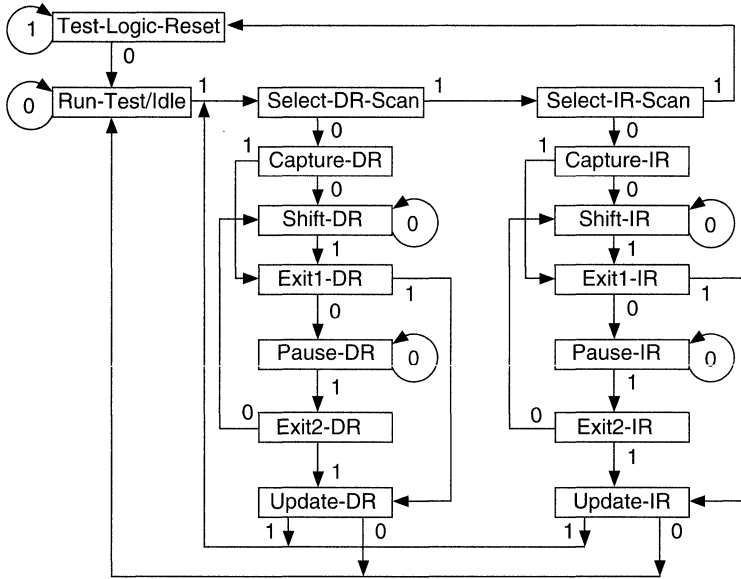 1 Test-Logic-Reset
0
0 Run-Test/Idle 1 Select-DR-Scan 1 Select-IR-Scan 1
0 0
1 Capture-DR 1 Capture-IR
0 0
Shift-DR 0 Shift-IR 0
1 1
Exit1-DR 1 Exit1-IR 1
0 0
Pause-DR 0 Pause-IR 0
1 1
0 Exit2-DR 0 Exit2-IR
1 1
Update-DR Update-IR
1 0 1 0